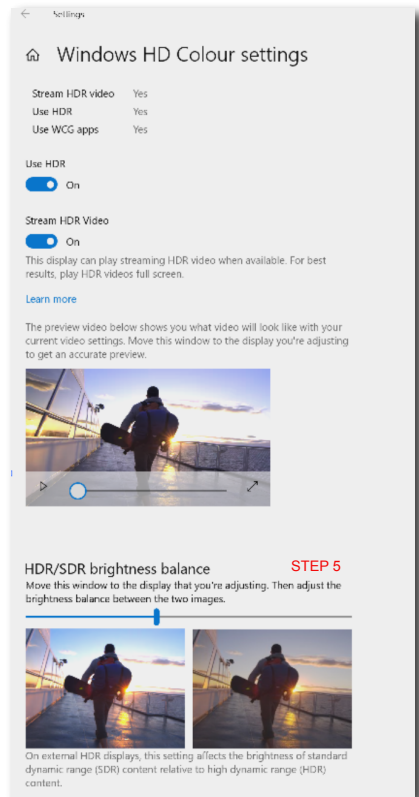 Settings
Windows HD Colour settings
Stream HDR video Yes
Use HDR Yes
Use WCG apps Yes
Use HDR
On
Stream HDR Video
On
This display can play streaming HDR video when available. For best
results, play HDR videos full screen.
Learn more
The preview video below shows you what video will look like with your
current video settings. Move this window to the display you're adjusting
to get an accurate preview.
HDR/SDR brightness balance STEP 5
Move this window to the display that you're adjusting. Then adjust the
brightness balance between the two images.
On external HDR displays, this setting affects the brightness of standard
dynamic range (SDR) content relative to high dynamic range (HDR)
content.